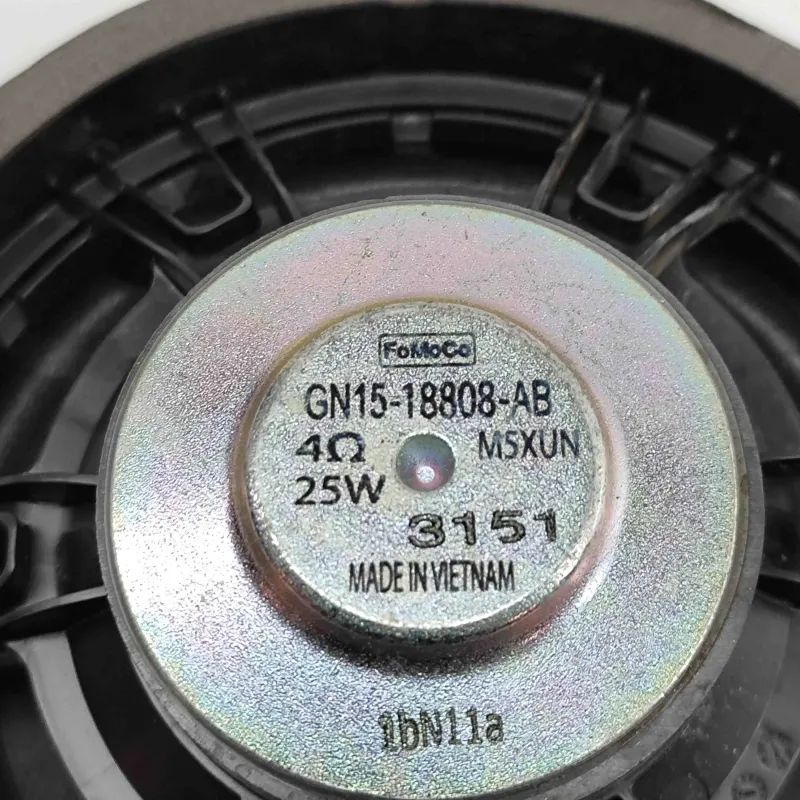 FoMoCo
GN15-18808-AB
4Ω M5XUN
25W
3151
MADE IN VIETNAM
1bN11a